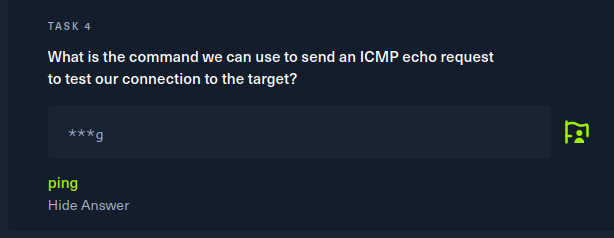 TASK 4
What is the command we can use to send an ICMP echo request
to test our connection to the target?
***g
ping
Hide Answer